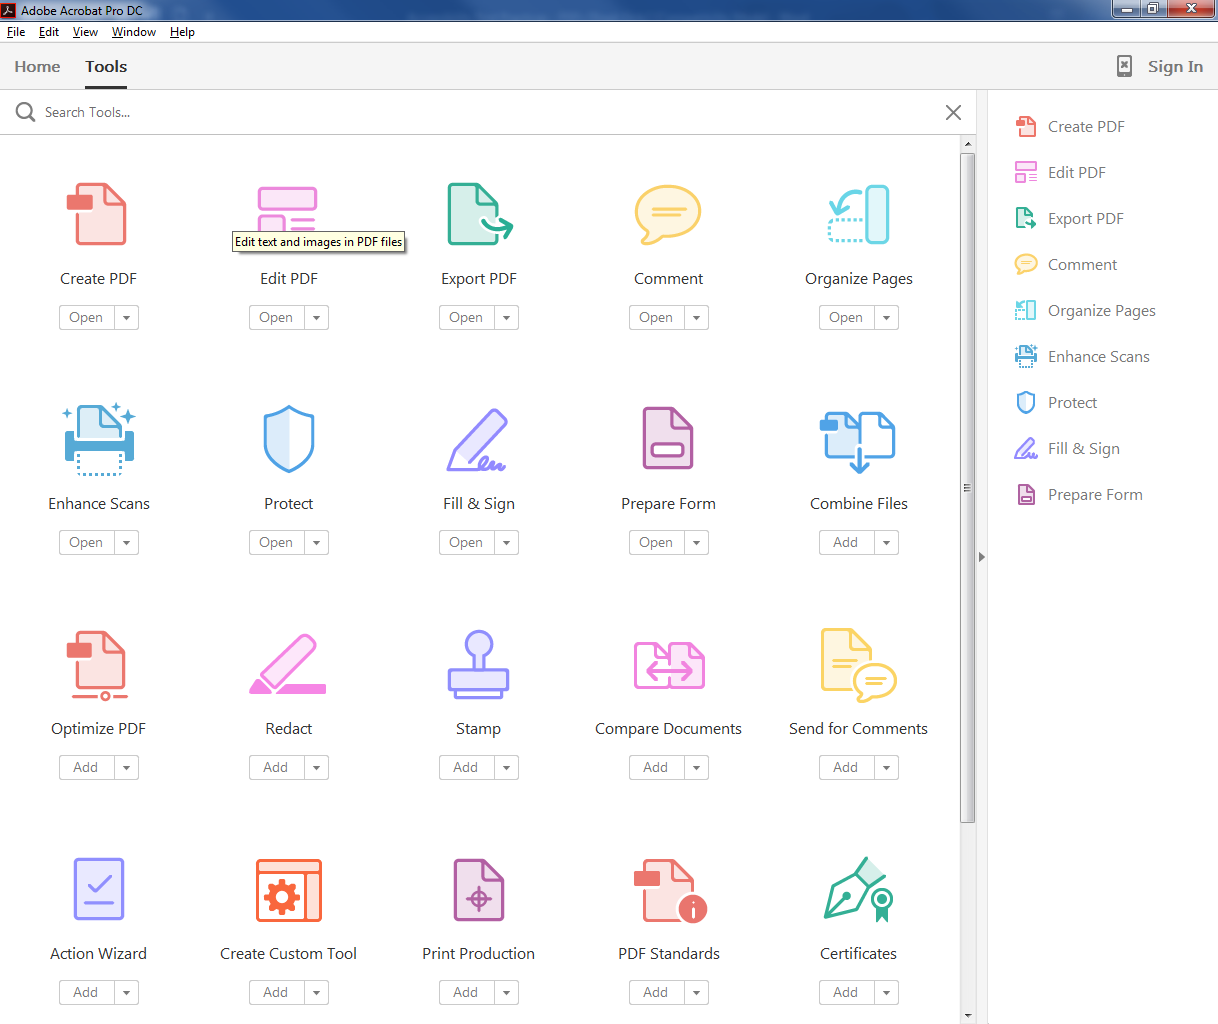 Adobe Acrobat Pro DC
File Edit View Window Help
Home Tools Sign In
Search Tools...
Create PDF
Edit PDF
Export PDF
Comment
Organize Pages
Enhance Scans
Protect
Fill & Sign
Prepare Form
Edit text and images in PDF files
Create PDF Edit PDF Export PDF Comment Organize Pages
Open Open Open Open Open
Enhance Scans Protect Fill & Sign Prepare Form Combine Files
Open Open Open Open Add
Optimize PDF Redact Stamp Compare Documents Send for Comments
Add Add Add Add Add
Action Wizard Create Custom Tool Print Production PDF Standards Certificates
Add Add Add Add Add